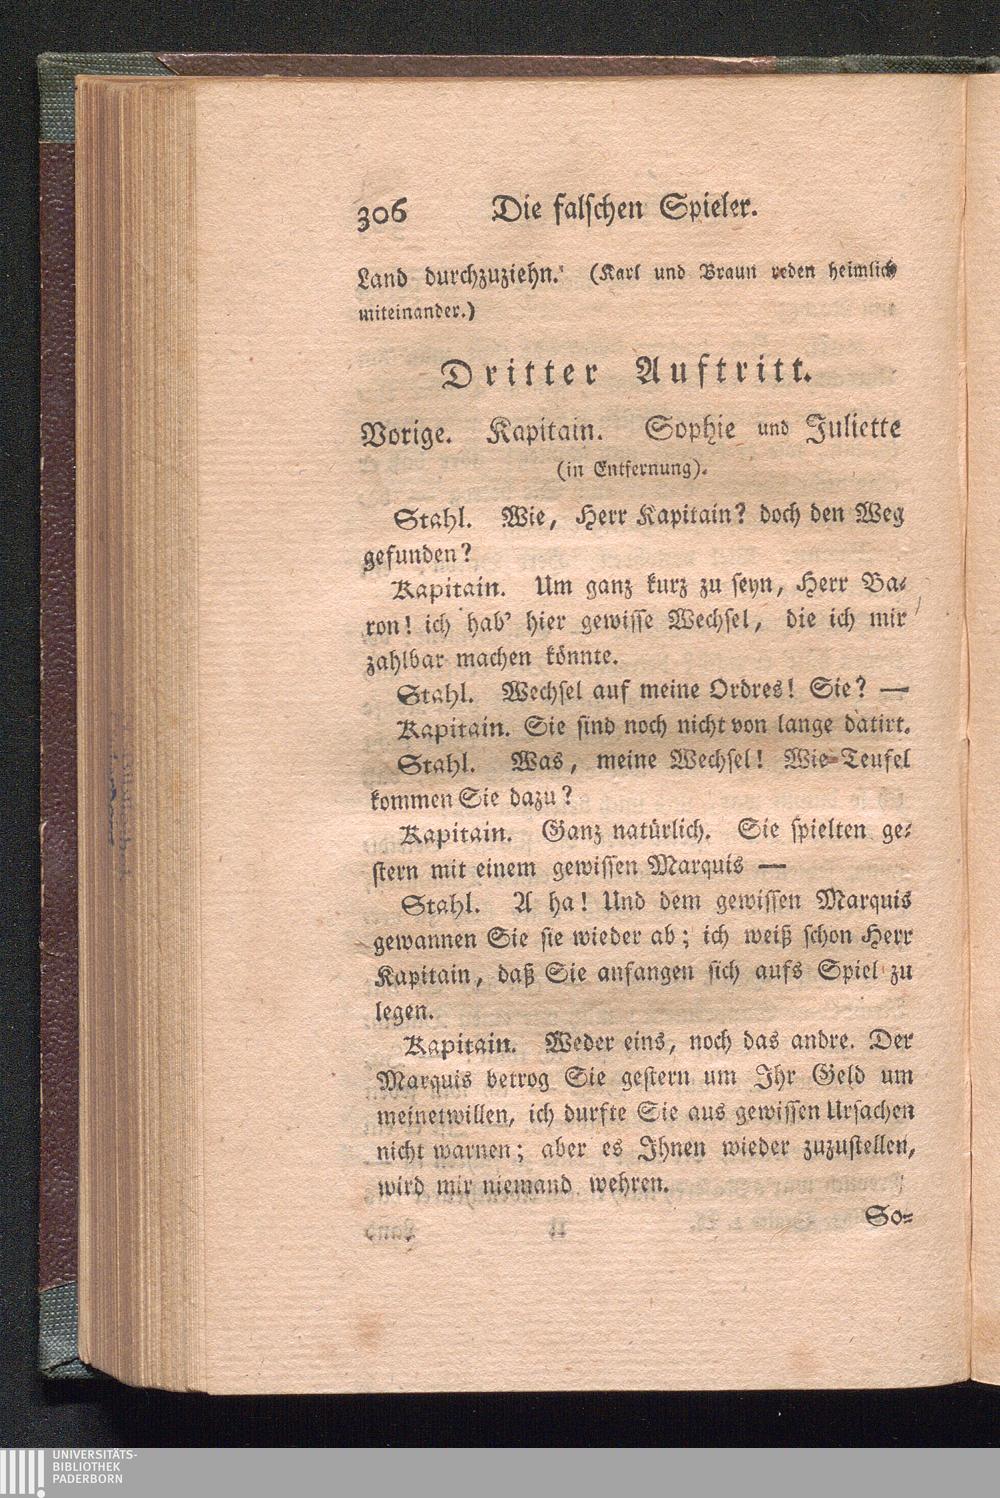 306 Die falschen Spieler.
Land durchzuziehn. (Karl und Braun reden heimlich
miteinander.)
Dritter Auftritt.
Vorige. Kapitain. Sophie und Juliette
(in Entfernung).
Stahl. Wie, Herr Kapitain? doch den Weg
gefunden?
Kapitain. Um ganz kurz zu seyn, Herr Ba-
ron! ich hab' hier gewisse Wechsel, die ich mir
zahlbar machen könnte.
Stahl. Wechsel auf meine Ordres! Sie? —
Kapitain. Sie sind noch nicht von lange datirt.
Stahl. Was, meine Wechsel! Wie Teufel
kommen Sie dazu?
Kapitain. Ganz natürlich. Sie spielten ge-
stern mit einem gewissen Marquis —
Stahl. A ha! Und dem gewissen Marquis
gewannen Sie sie wieder ab; ich weiß schon Herr
Kapitain, daß Sie anfangen sich aufs Spiel zu
legen.
Kapitain. Weder eins, noch das andre. Der
Marquis betrog Sie gestern um Ihr Geld um
meinetwillen, ich durfte Sie aus gewissen Ursachen
nicht warnen; aber es Ihnen wieder zuzustellen,
wird mir niemand wehren.
So-
UNIVERSITÄTS-
BIBLIOTHEK
PADERBORN